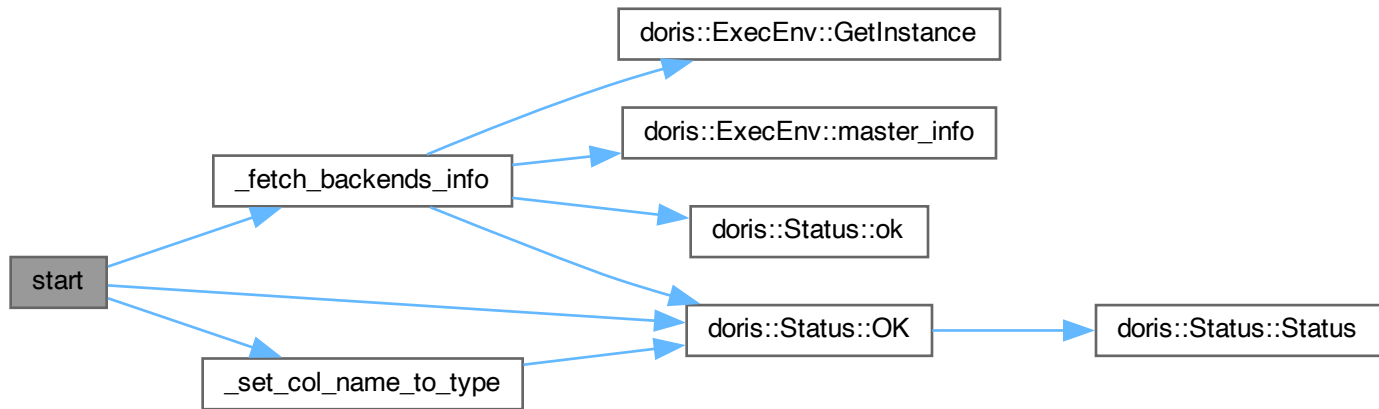 doris::ExecEnv::GetInstance
doris::ExecEnv::master_info
_fetch_backends_info
doris::Status::ok
start
doris::Status::OK
doris::Status::Status
_set_col_name_to_type